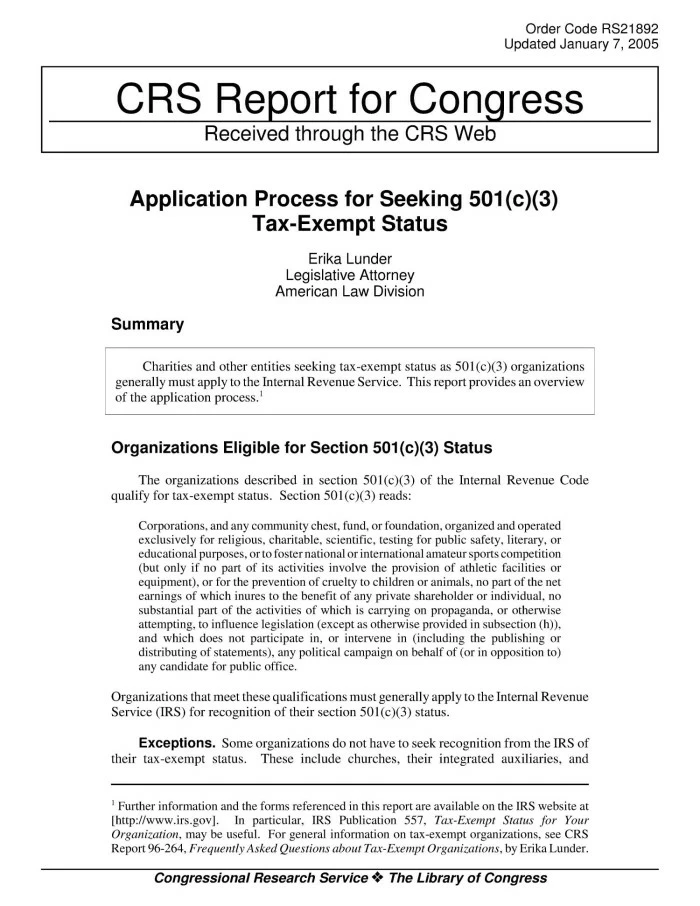 Order Code RS21892
Updated January 7, 2005
CRS Report for Congress
Received through the CRS Web
Application Process for Seeking 501(c)(3)
Tax-Exempt Status
Erika Lunder
Legislative Attorney
American Law Division
Summary
Charities and other entities seeking tax-exempt status as 501(c)(3) organizations
generally must apply to the Internal Revenue Service. This report provides an overview
of the application process.1
Organizations Eligible for Section 501(c)(3) Status
The organizations described in section 501(c)(3) of the Internal Revenue Code
qualify for tax-exempt status. Section 501(c)(3) reads:
Corporations, and any community chest, fund, or foundation, organized and operated
exclusively for religious, charitable, scientific, testing for public safety, literary, or
educational purposes, or to foster national or international amateur sports competition
(but only if no part of its activities involve the provision of athletic facilities or
equipment), or for the prevention of cruelty to children or animals, no part of the net
earnings of which inures to the benefit of any private shareholder or individual, no
substantial part of the activities of which is carrying on propaganda, or otherwise
attempting, to influence legislation (except as otherwise provided in subsection (h)),
and which does not participate in, or intervene in (including the publishing or
distributing of statements), any political campaign on behalf of (or in opposition to)
any candidate for public office.
Organizations that meet these qualifications must generally apply to the Internal Revenue
Service (IRS) for recognition of their section 501(c)(3) status.
Exceptions. Some organizations do not have to seek recognition from the IRS of
their tax-exempt status. These include churches, their integrated auxiliaries, and
1 Further information and the forms referenced in this report are available on the IRS website at
[http://www.irs.gov]. In particular, IRS Publication 557, Tax-Exempt Status for Your
Organization, may be useful. For general information on tax-exempt organizations, see CRS
Report 96-264, Frequently Asked Questions about Tax-Exempt Organizations, by Erika Lunder.
Congressional Research Service ❖ The Library of Congress